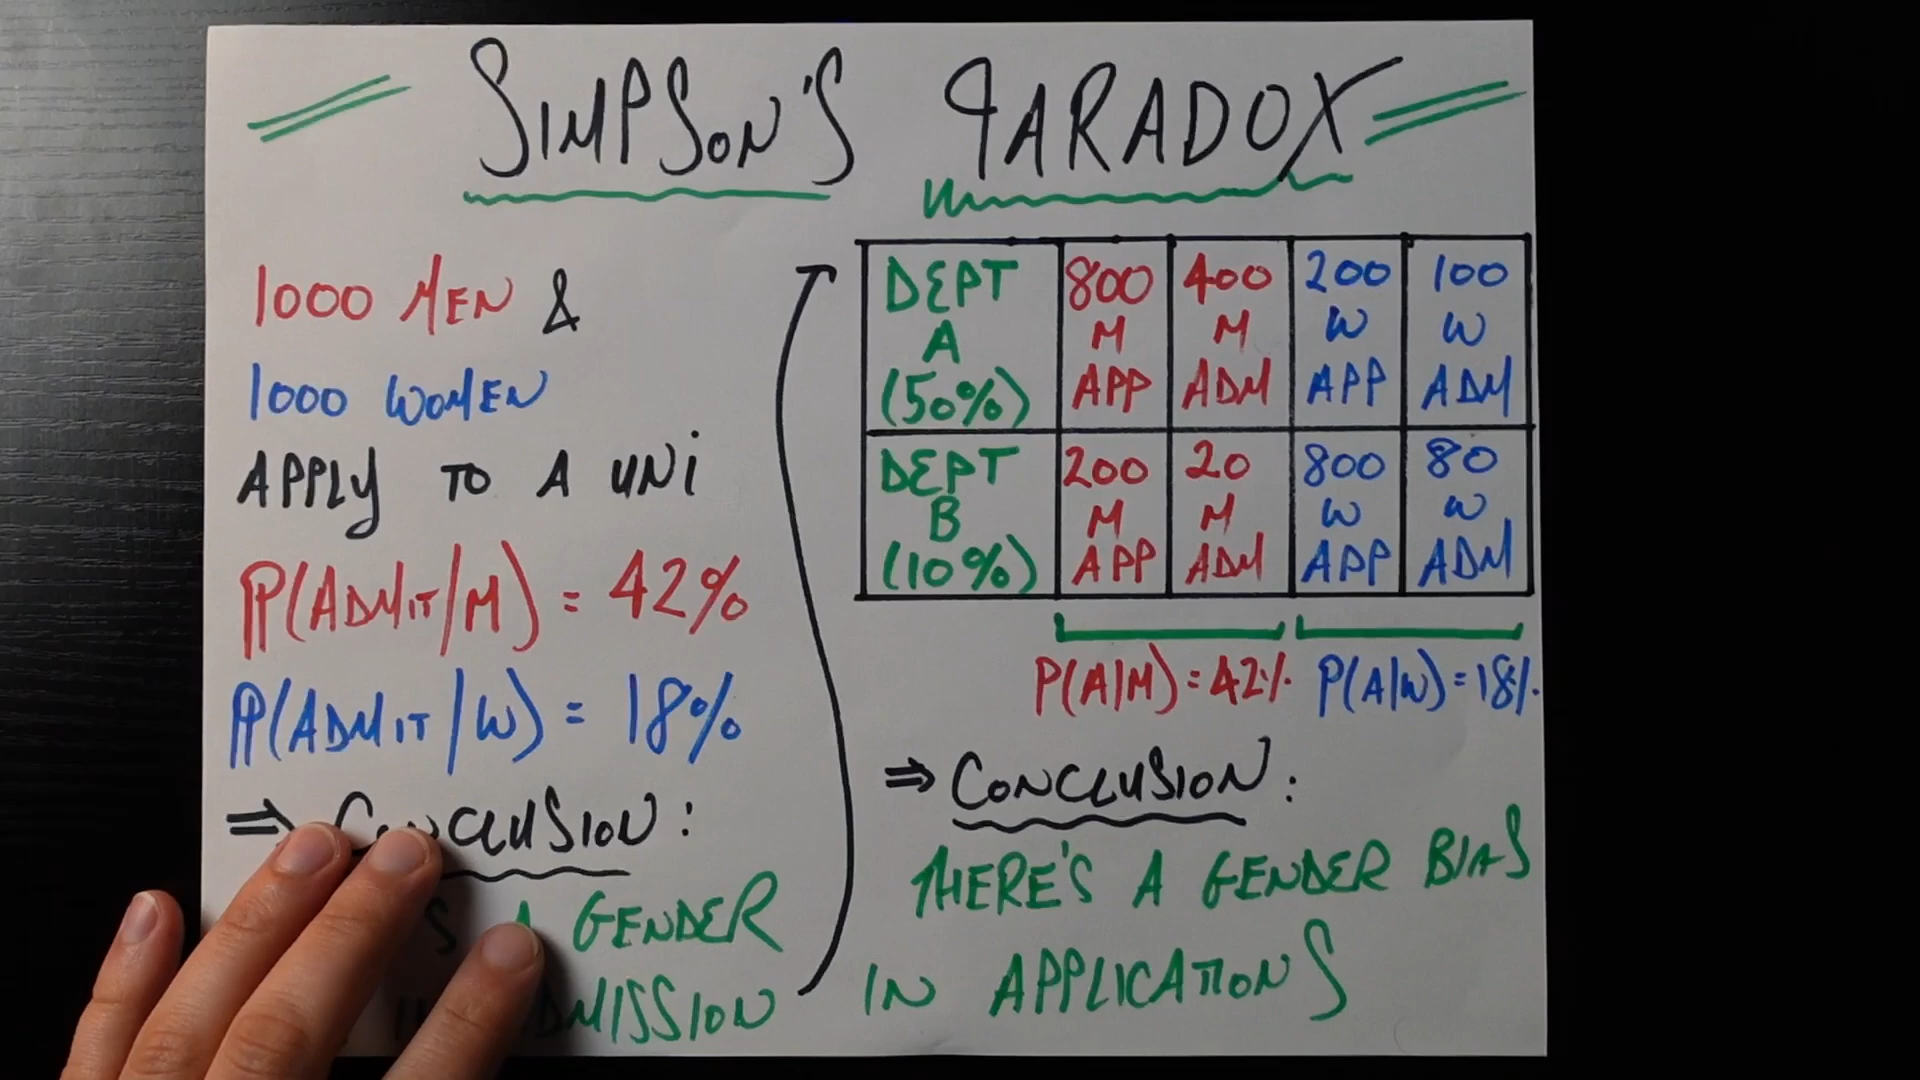 SIMPSON'S PARADOX
1000 MEN &
1000 WOMEN
APPLY TO A UNI
P(ADMIT/M) = 42%
P(ADMIT/W) = 18%
⇒ CONCLUSION:
A GENDER
ADMISSION
DEPT A (50%)
800 M APP
400 M ADM
200 W APP
100 W ADM
DEPT B (10%)
200 M APP
20 M ADM
800 W APP
80 W ADM
P(A|M) = 42% P(A|W) = 18%
⇒ CONCLUSION:
THERE'S A GENDER BIAS
IN APPLICATIONS